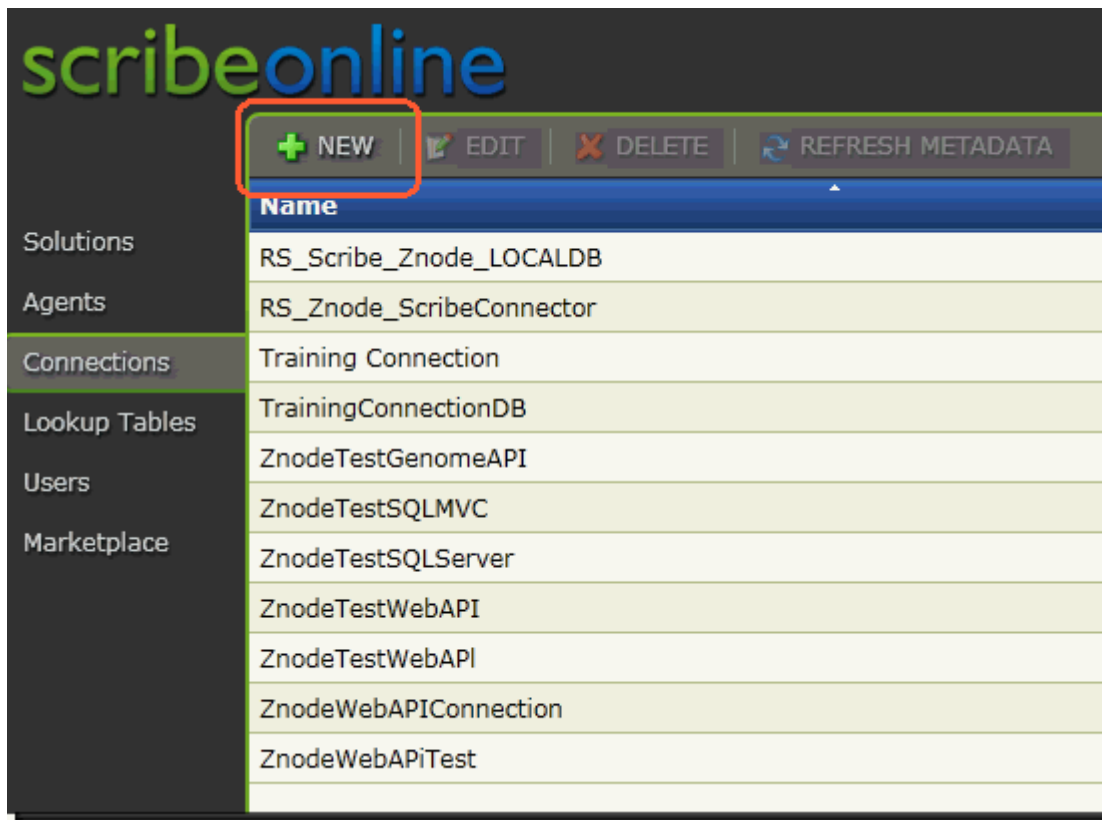 scribeonline
NEW EDIT DELETE REFRESH METADATA
Name
Solutions
Agents
Connections
Lookup Tables
Users
Marketplace
RS_Scribe_Znode_LOCALDB
RS_Znode_ScribeConnector
Training Connection
TrainingConnectionDB
ZnodeTestGenomeAPI
ZnodeTestSQLMVC
ZnodeTestSQLServer
ZnodeTestWebAPI
ZnodeTestWebAPl
ZnodeWebAPIConnection
ZnodeWebAPiTest